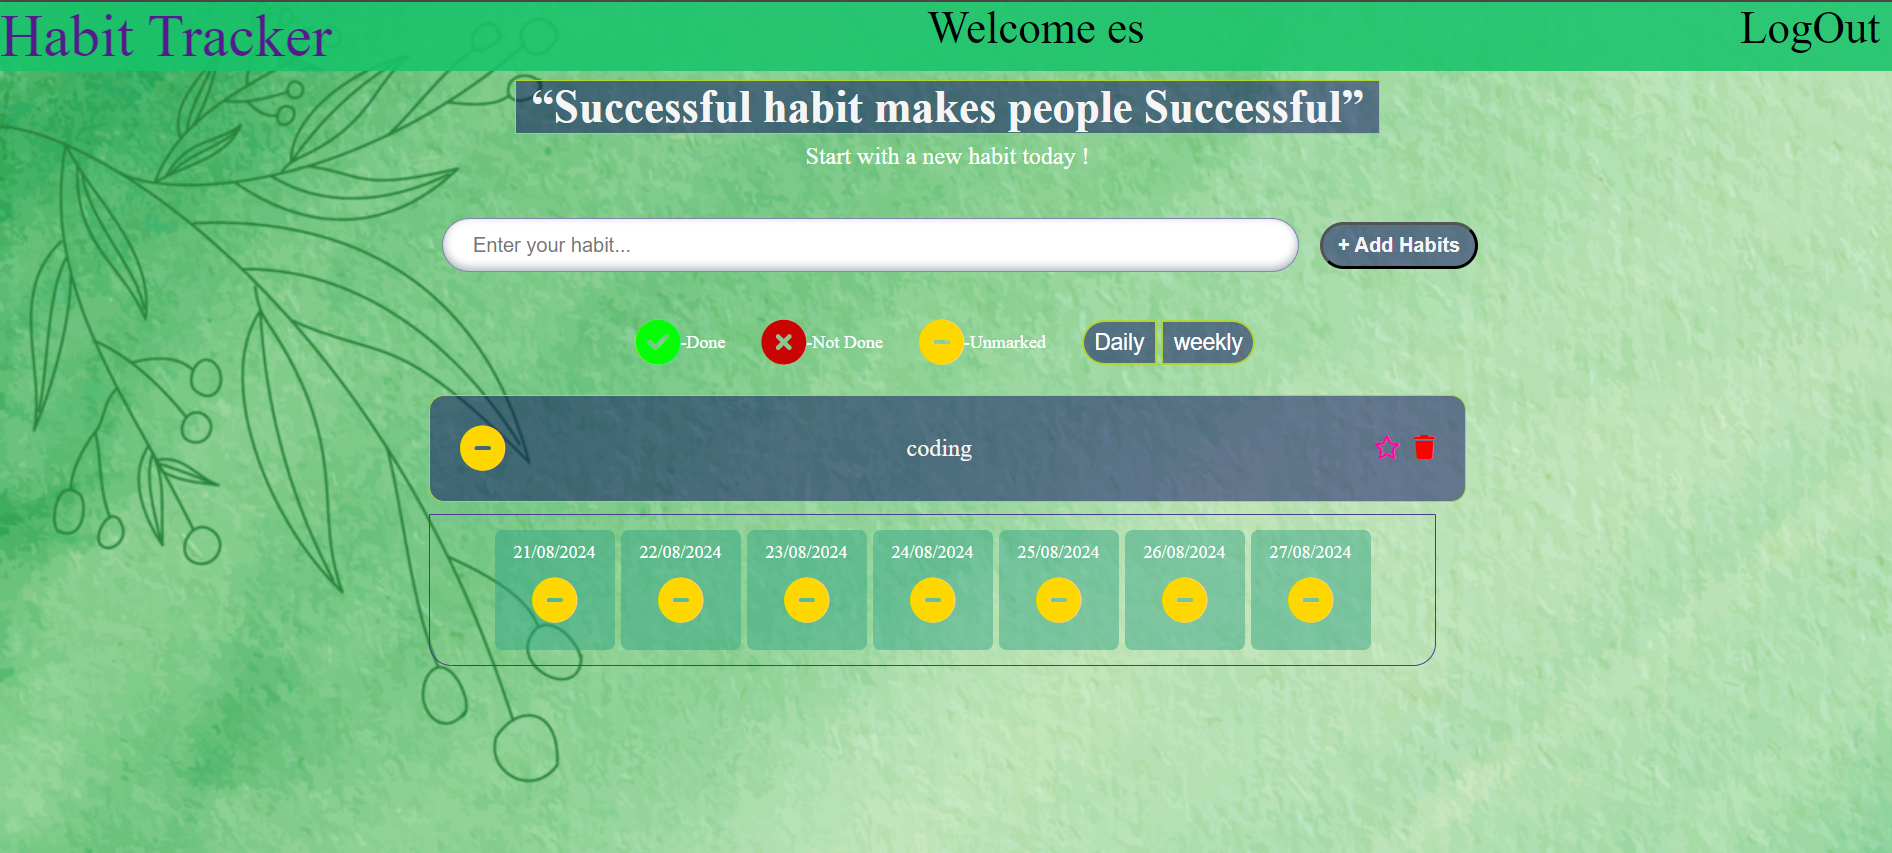 Habit Tracker
Welcome es
LogOut
“Successful habit makes people Successful”
Start with a new habit today !
Enter your habit...
+ Add Habits
-Done
-Not Done
-Unmarked
Daily
weekly
coding
21/08/2024
22/08/2024
23/08/2024
24/08/2024
25/08/2024
26/08/2024
27/08/2024